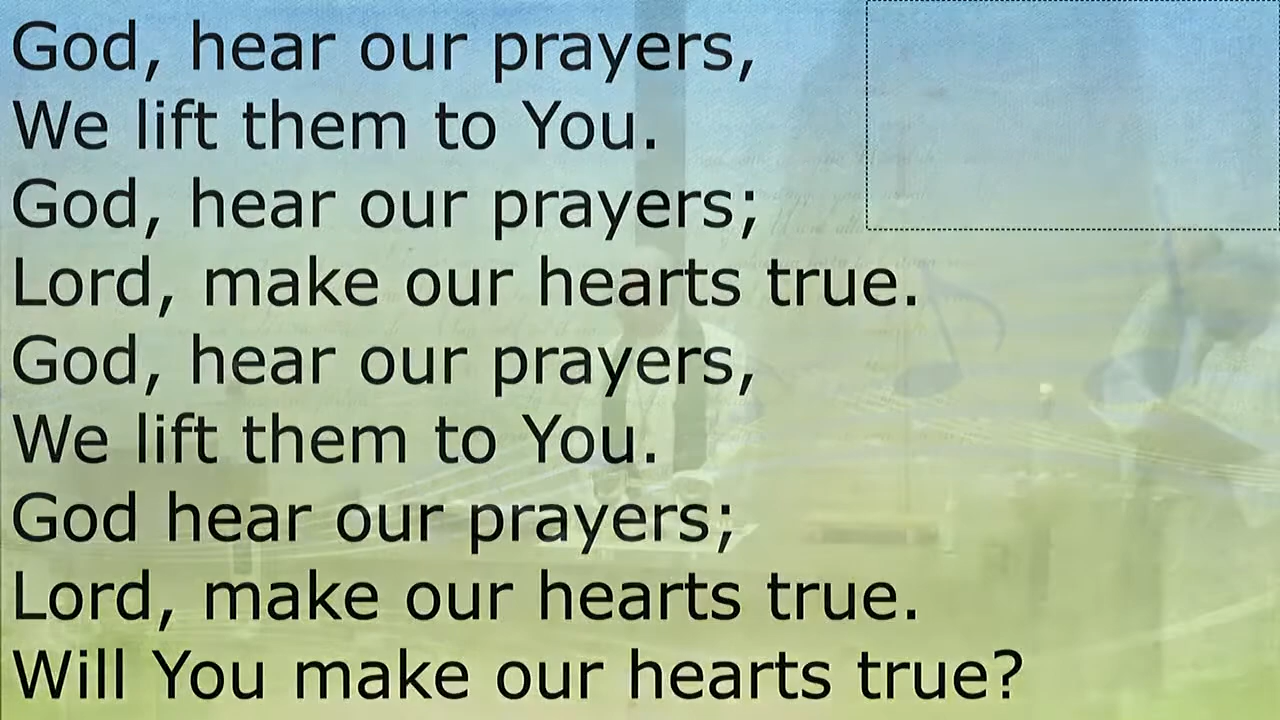 God, hear our prayers,
We lift them to You.
God, hear our prayers;
Lord, make our hearts true.
God, hear our prayers,
We lift them to You.
God hear our prayers;
Lord, make our hearts true.
Will You make our hearts true?